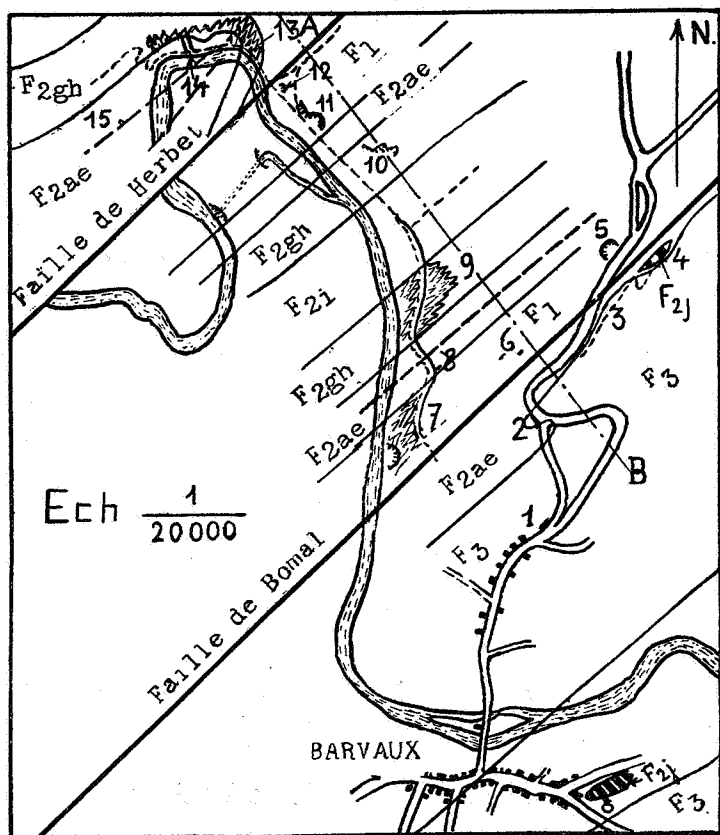 13A
N.
F2gh
F1
12
14
F2ae
11
15
10
F2ae
Faille de Herbet
F2gh
5
9
4
F2i
F2j
F1
3
6
F2gh
8
F3
7
2
F2ae
F2ae
B
Ech 1/20000
1
F3
Faille de Bomal
BARVAUX
F2j
F3